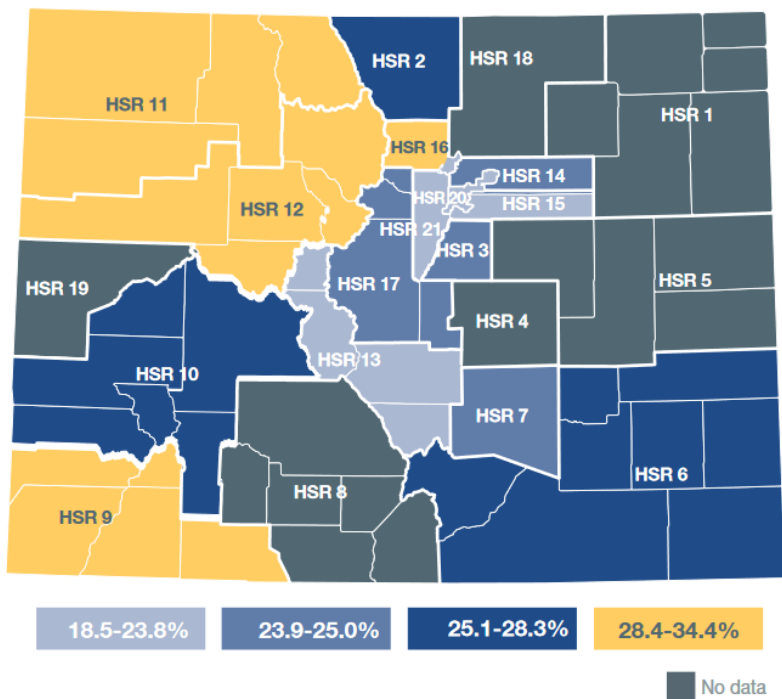 HSR 2
HSR 18
HSR 11
HSR 1
HSR 16
HSR 14
HSR 20
HSR 15
HSR 12
HSR 21
HSR 3
HSR 19
HSR 17
HSR 5
HSR 4
HSR 13
HSR 10
HSR 7
HSR 6
HSR 8
HSR 9
18.5-23.8%
23.9-25.0%
25.1-28.3%
28.4-34.4%
No data